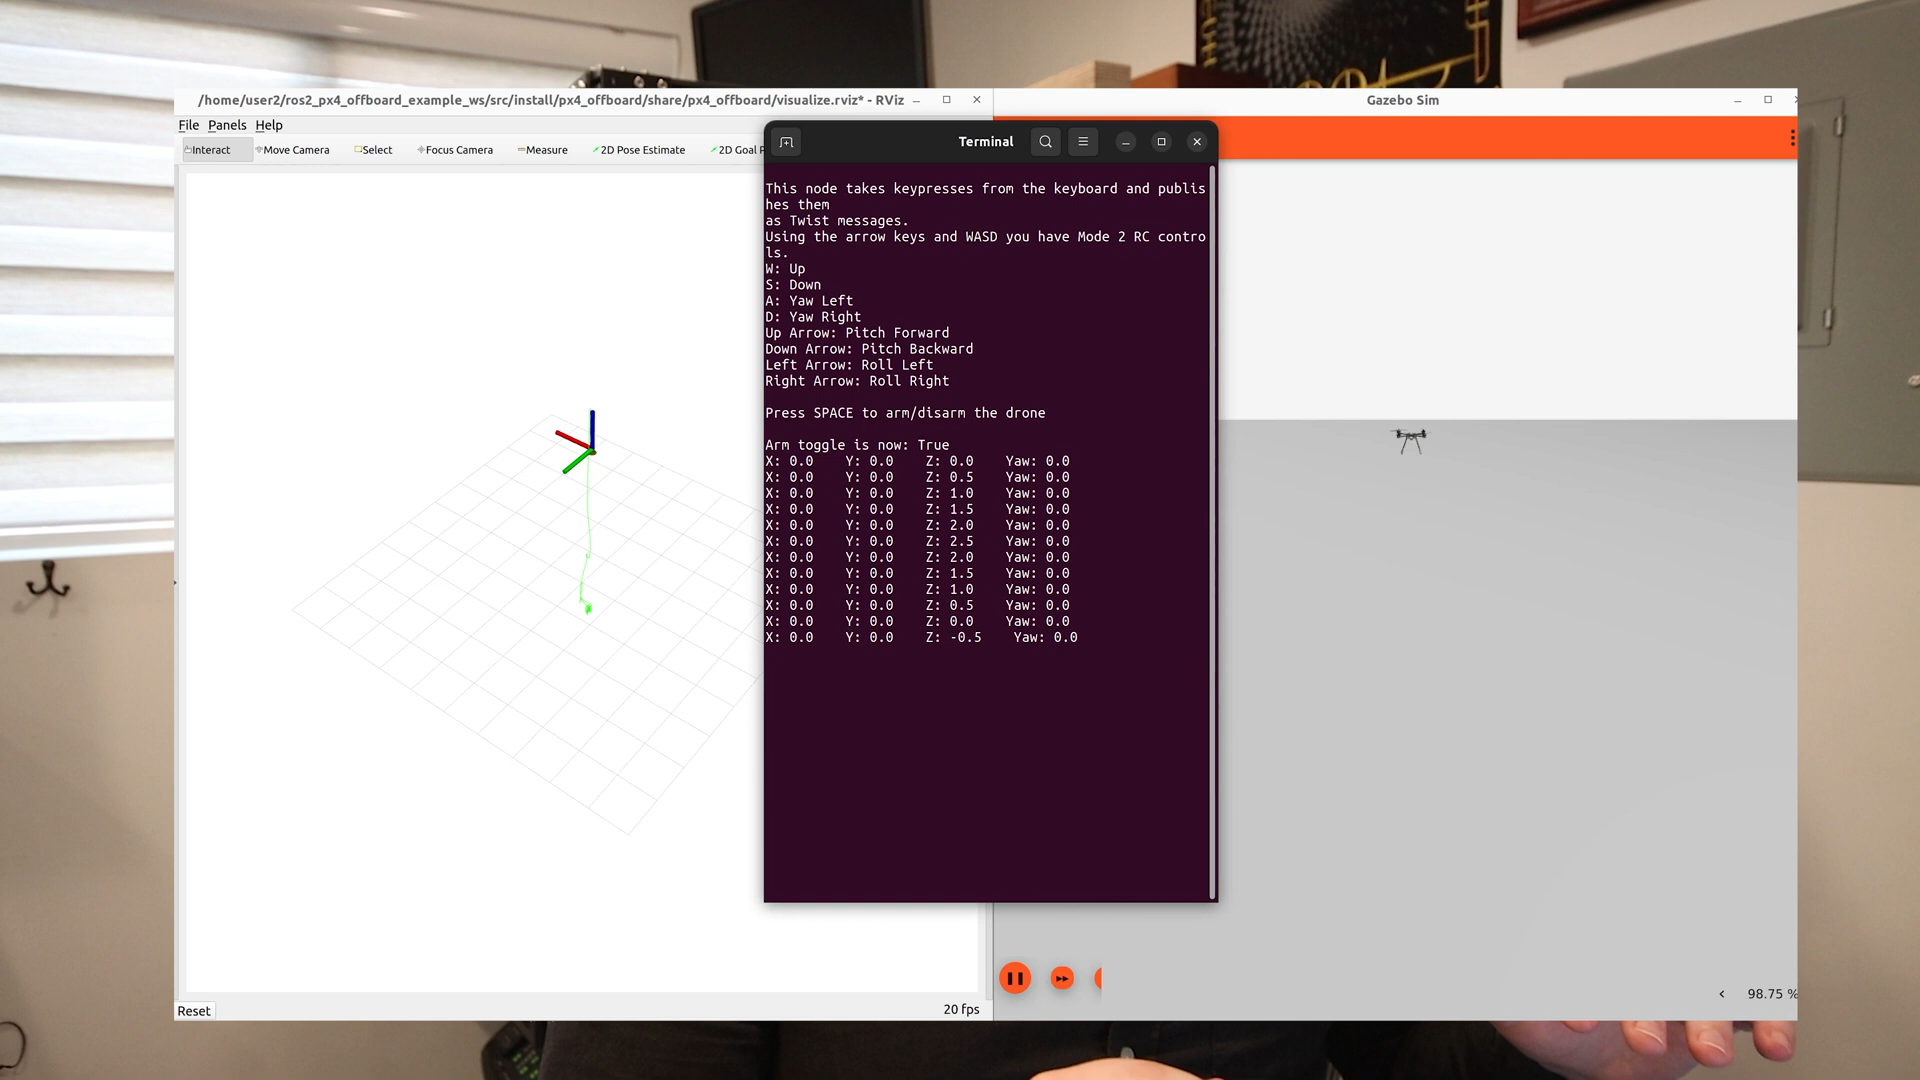 /home/user2/ros2_px4_offboard_example_ws/src/install/px4_offboard/share/px4_offboard/visualize.rviz* - RViz
File Panels Help
Interact Move Camera Select Focus Camera Measure 2D Pose Estimate 2D Goal
Gazebo Sim
Terminal
This node takes keypresses from the keyboard and publis
hes them
as Twist messages.
Using the arrow keys and WASD you have Mode 2 RC contro
ls.
W: Up
S: Down
A: Yaw Left
D: Yaw Right
Up Arrow: Pitch Forward
Down Arrow: Pitch Backward
Left Arrow: Roll Left
Right Arrow: Roll Right
Press SPACE to arm/disarm the drone
Arm toggle is now: True
X: 0.0 Y: 0.0 Z: 0.0 Yaw: 0.0
X: 0.0 Y: 0.0 Z: 0.5 Yaw: 0.0
X: 0.0 Y: 0.0 Z: 1.0 Yaw: 0.0
X: 0.0 Y: 0.0 Z: 1.5 Yaw: 0.0
X: 0.0 Y: 0.0 Z: 2.0 Yaw: 0.0
X: 0.0 Y: 0.0 Z: 2.5 Yaw: 0.0
X: 0.0 Y: 0.0 Z: 2.0 Yaw: 0.0
X: 0.0 Y: 0.0 Z: 1.5 Yaw: 0.0
X: 0.0 Y: 0.0 Z: 1.0 Yaw: 0.0
X: 0.0 Y: 0.0 Z: 0.5 Yaw: 0.0
X: 0.0 Y: 0.0 Z: 0.0 Yaw: 0.0
X: 0.0 Y: 0.0 Z: -0.5 Yaw: 0.0
98.75 %
Reset
20 fps